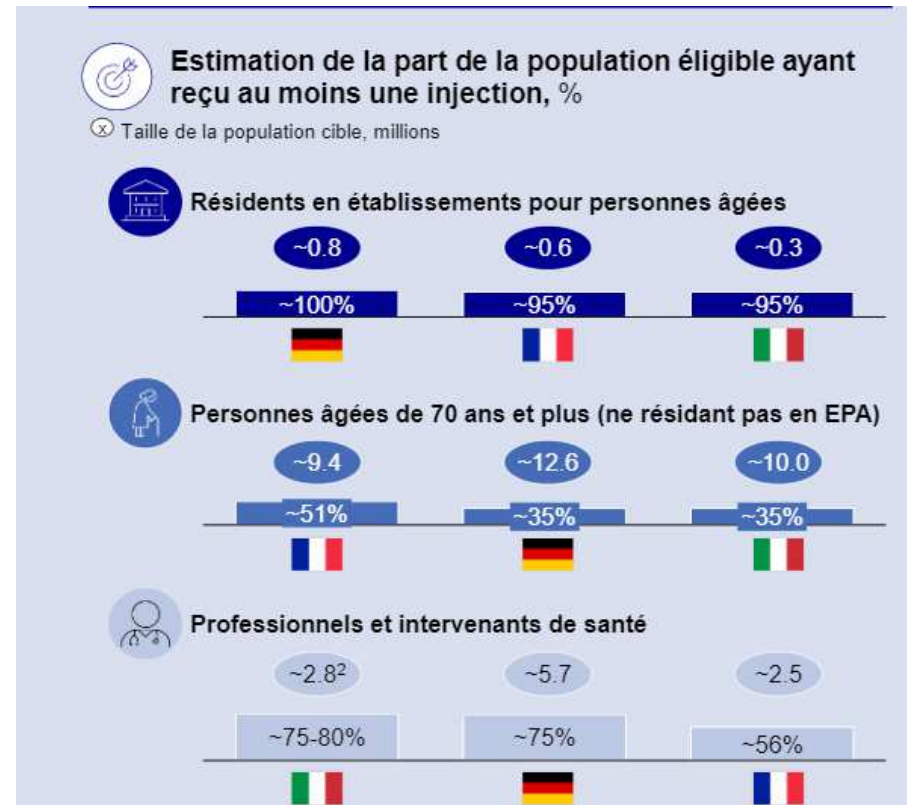 Estimation de la part de la population éligible ayant
reçu au moins une injection, %
x Taille de la population cible, millions
Résidents en établissements pour personnes âgées
~0.8 ~0.6 ~0.3
~100% ~95% ~95%
Personnes âgées de 70 ans et plus (ne résidant pas en EPA)
~9.4 ~12.6 ~10.0
~51% ~35% ~35%
Professionnels et intervenants de santé
~2.8² ~5.7 ~2.5
~75-80% ~75% ~56%